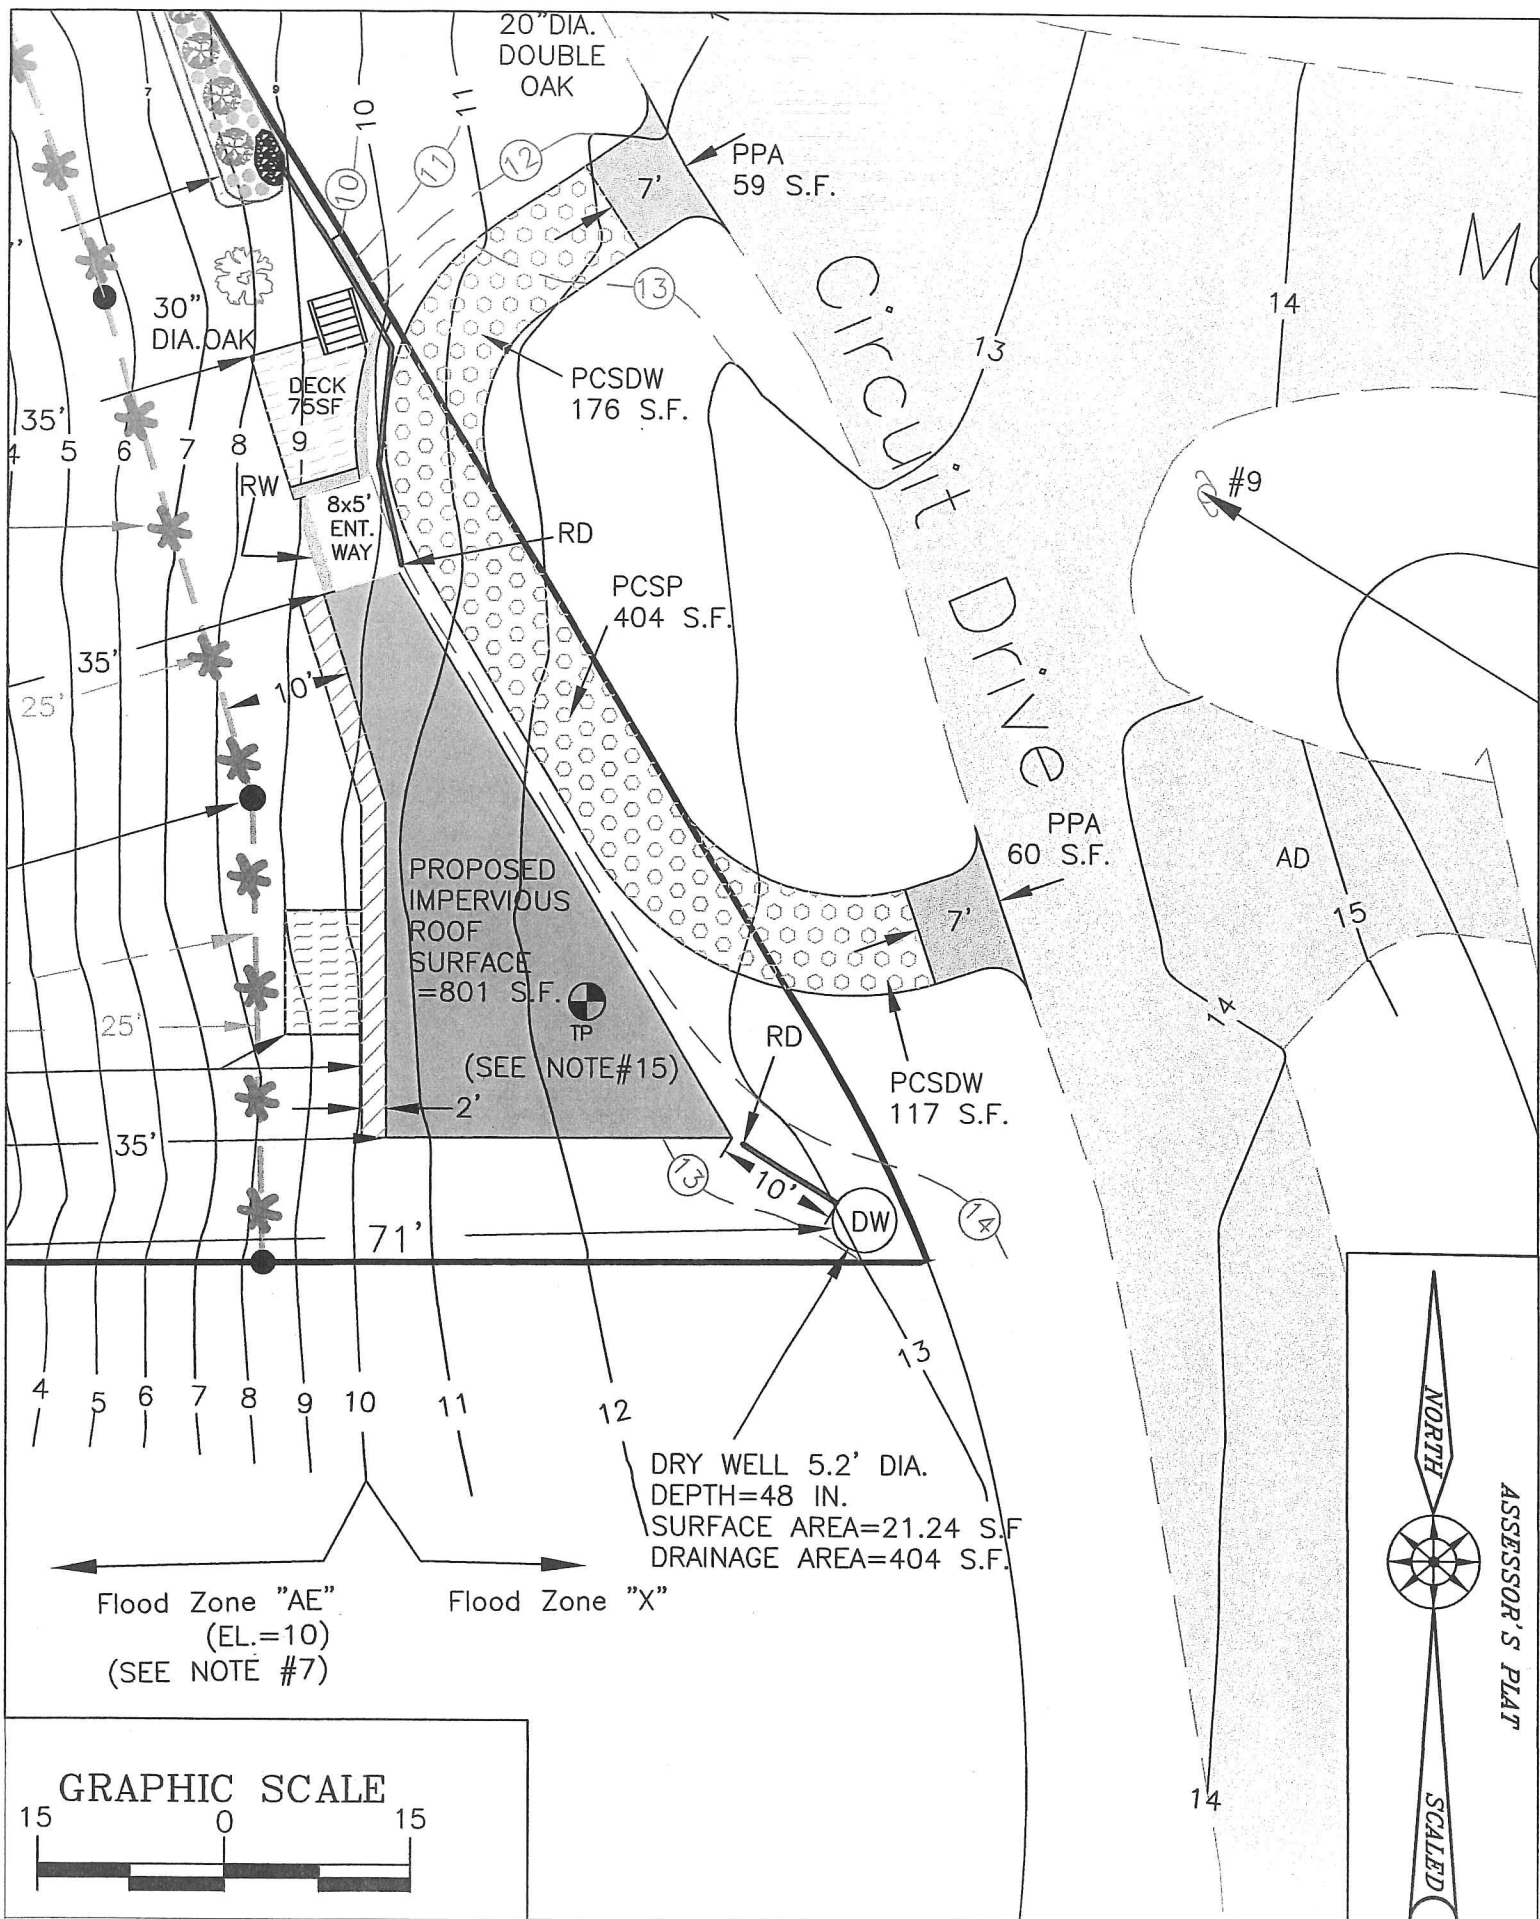 20"DIA.
DOUBLE
OAK
7
9
10
11
10
11
12
PPA
59 S.F.
7'
13
14
30"
DIA.OAK
DECK
75SF
PCSDW
176 S.F.
Circuit Drive
13
35'
4
5
6
7
8
9
RW
8x5'
ENT.
WAY
RD
#9
PCSP
404 S.F.
35'
25'
10'
PPA
60 S.F.
AD
15
PROPOSED
IMPERVIOUS
ROOF
SURFACE
=801 S.F.
TP
(SEE NOTE#15)
7'
25'
14
RD
PCSDW
117 S.F.
2'
35'
13
10'
DW
14
71'
13
4
5
6
7
8
9
10
11
12
DRY WELL 5.2' DIA.
DEPTH=48 IN.
SURFACE AREA=21.24 S.F
DRAINAGE AREA=404 S.F.
Flood Zone "AE"
(EL.=10)
(SEE NOTE #7)
Flood Zone "X"
14
GRAPHIC SCALE
15 0 15
NORTH
SCALED
ASSESSOR'S PLAT